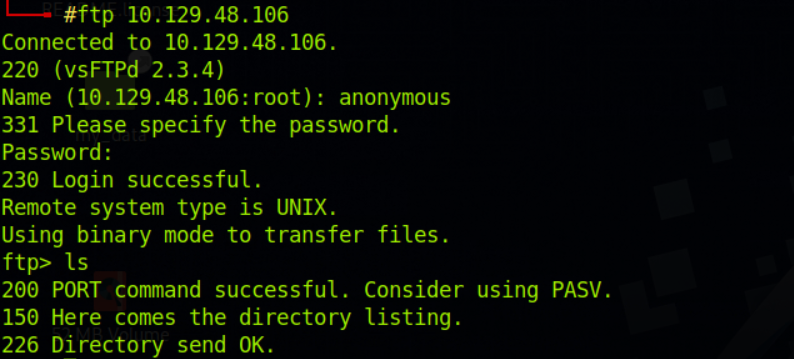 #ftp 10.129.48.106
Connected to 10.129.48.106.
220 (vsFTPd 2.3.4)
Name (10.129.48.106:root): anonymous
331 Please specify the password.
Password:
230 Login successful.
Remote system type is UNIX.
Using binary mode to transfer files.
ftp> ls
200 PORT command successful. Consider using PASV.
150 Here comes the directory listing.
226 Directory send OK.